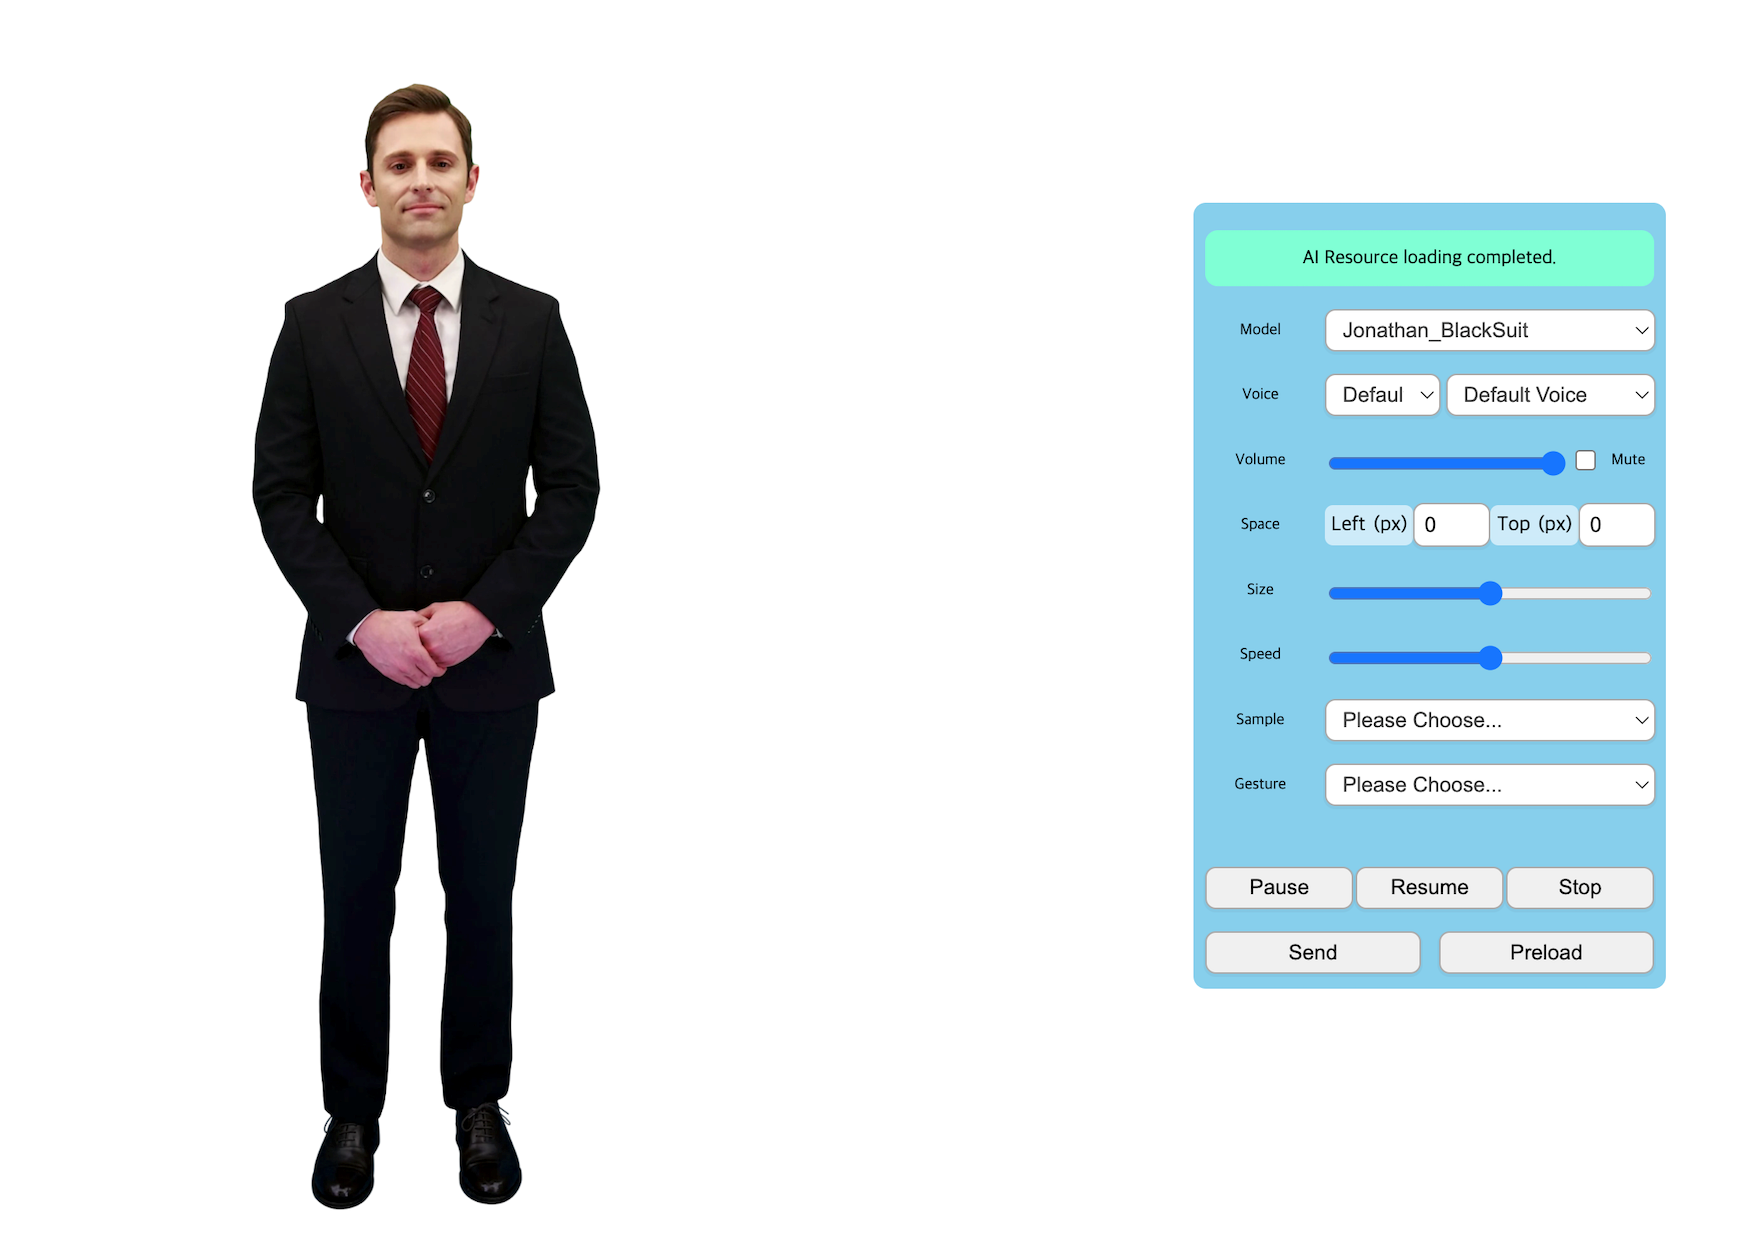 AI Resource loading completed.
Model Jonathan_BlackSuit
Voice Defaul Default Voice
Volume Mute
Space Left (px) 0 Top (px) 0
Size
Speed
Sample Please Choose...
Gesture Please Choose...
Pause Resume Stop
Send Preload